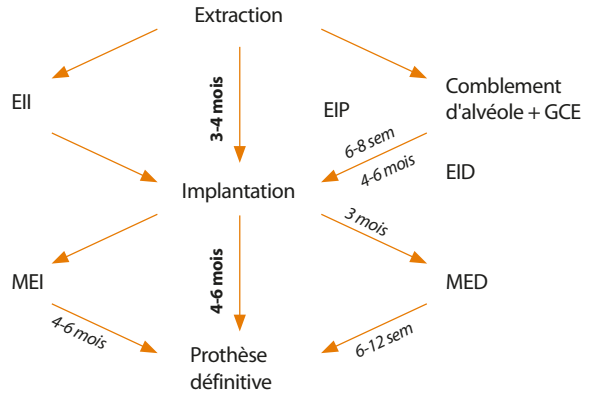 Extraction
EII
3-4 mois
EIP
Comblement
d'alvéole + GCE
6-8 sem
4-6 mois
EID
Implantation
3 mois
MEI
4-6 mois
MED
4-6 mois
6-12 sem
Prothèse
définitive